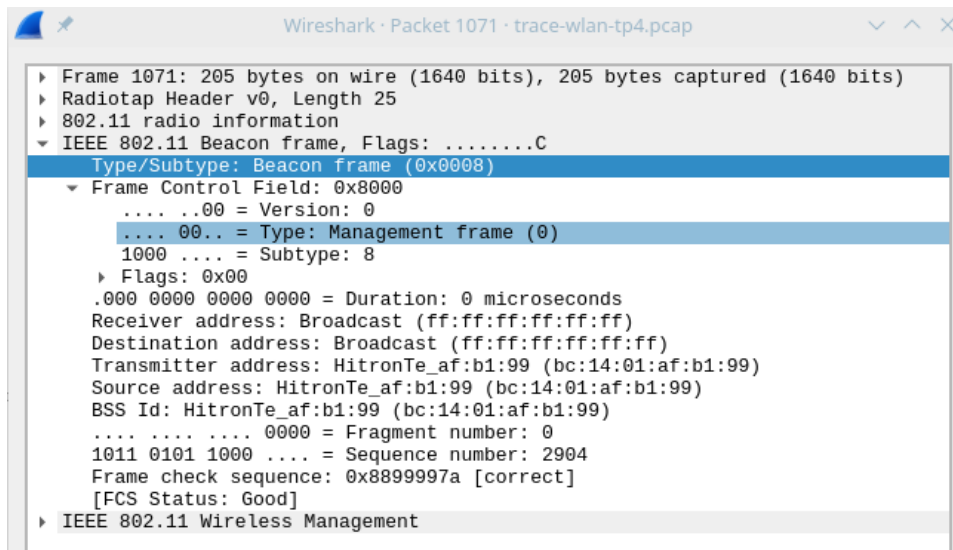 Wireshark · Packet 1071 · trace-wlan-tp4.pcap
Frame 1071: 205 bytes on wire (1640 bits), 205 bytes captured (1640 bits)
Radiotap Header v0, Length 25
802.11 radio information
IEEE 802.11 Beacon frame, Flags: ........C
Type/Subtype: Beacon frame (0x0008)
Frame Control Field: 0x8000
.... ..00 = Version: 0
.... 00.. = Type: Management frame (0)
1000 .... = Subtype: 8
Flags: 0x00
.000 0000 0000 0000 = Duration: 0 microseconds
Receiver address: Broadcast (ff:ff:ff:ff:ff:ff)
Destination address: Broadcast (ff:ff:ff:ff:ff:ff)
Transmitter address: HitronTe_af:b1:99 (bc:14:01:af:b1:99)
Source address: HitronTe_af:b1:99 (bc:14:01:af:b1:99)
BSS Id: HitronTe_af:b1:99 (bc:14:01:af:b1:99)
.... .... .... 0000 = Fragment number: 0
1011 0101 1000 .... = Sequence number: 2904
Frame check sequence: 0x8899997a [correct]
[FCS Status: Good]
IEEE 802.11 Wireless Management